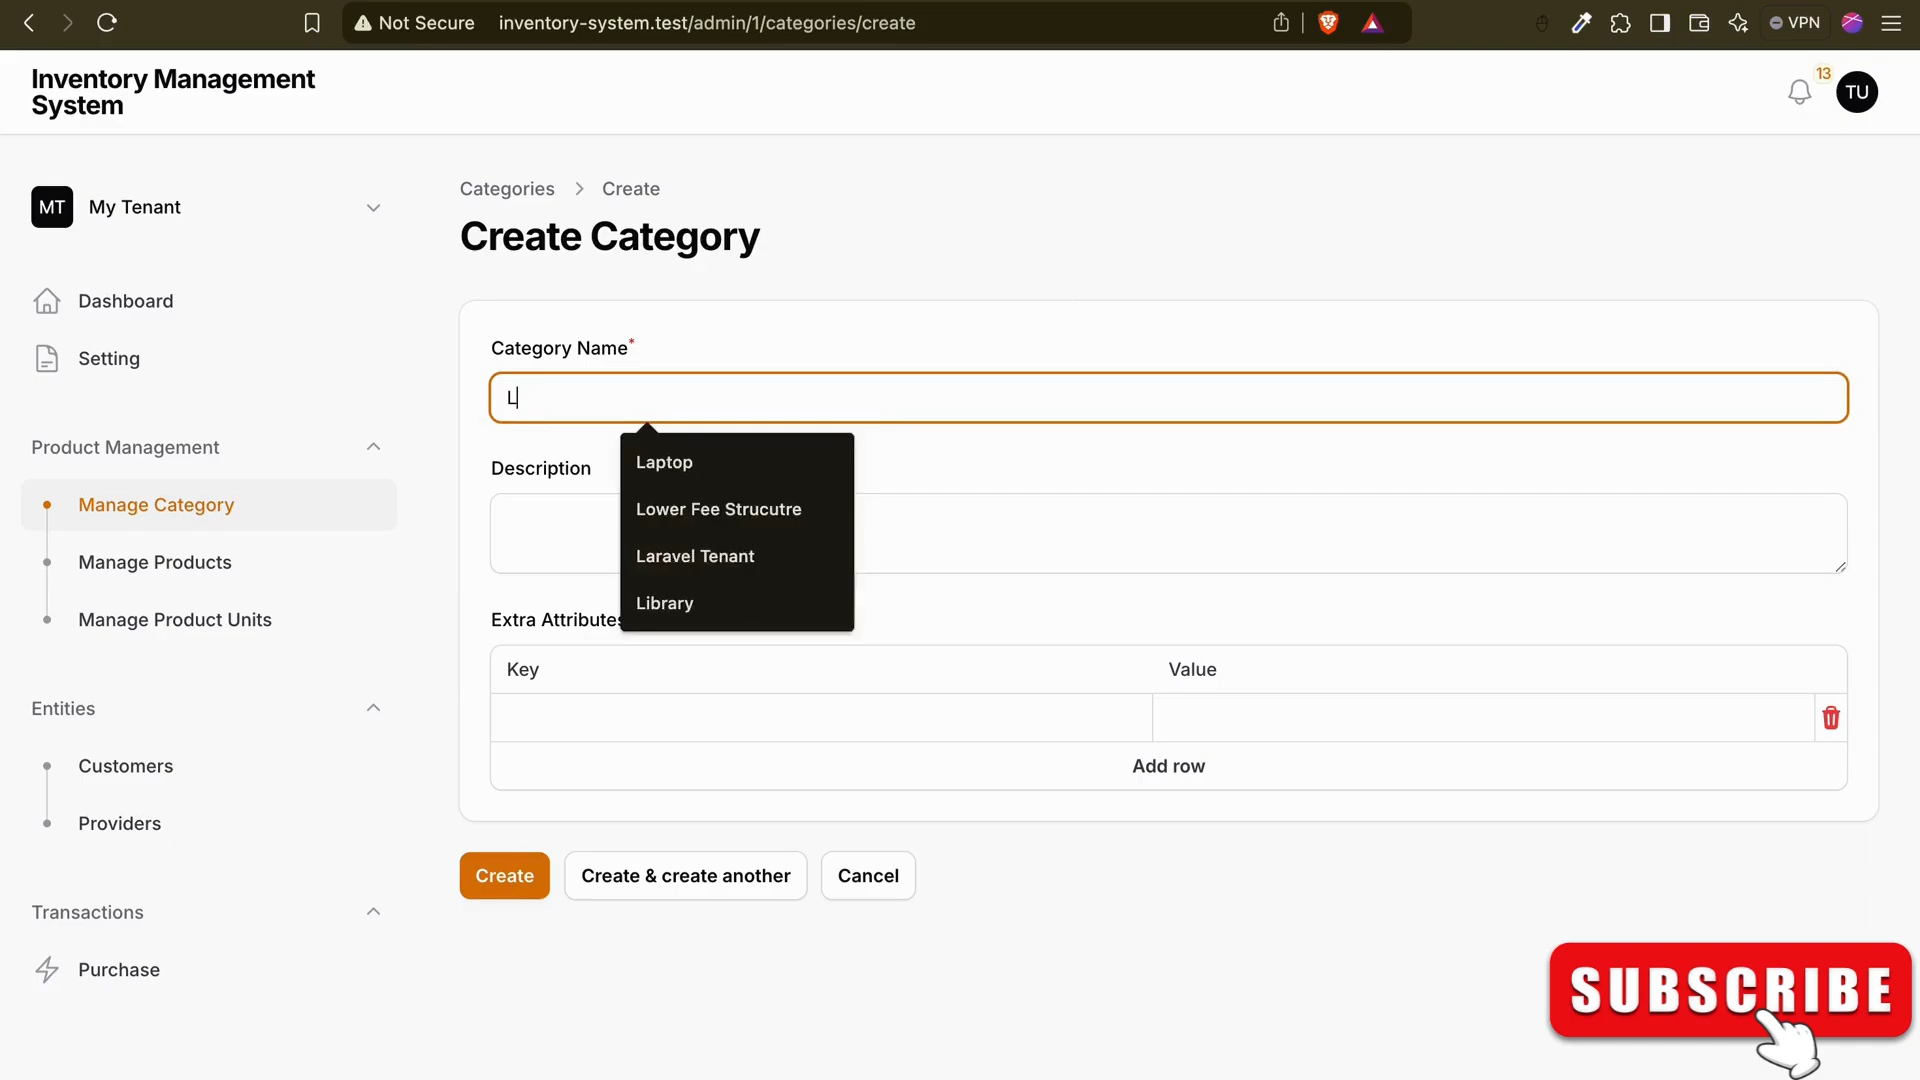 Not Secure
inventory-system.test/admin/1/categories/create
VPN
Inventory Management
System
13
TU
MT
My Tenant
Dashboard
Setting
Product Management
Manage Category
Manage Products
Manage Product Units
Entities
Customers
Providers
Transactions
Purchase
Categories > Create
Create Category
Category Name*
L
Laptop
Lower Fee Strucutre
Laravel Tenant
Library
Description
Extra Attributes
Key
Value
Add row
Create
Create & create another
Cancel
SUBSCRIBE